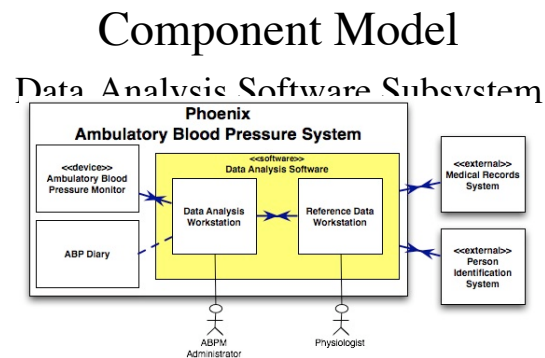 Component Model
Data Analysis Software Subsystem
Phoenix
Ambulatory Blood Pressure System
<<device>>
Ambulatory Blood
Pressure Monitor
ABP Diary
<<software>>
Data Analysis Software
Data Analysis
Workstation
Reference Data
Workstation
<<external>>
Medical Records
System
<<external>>
Person
Identification
System
ABPM
Administrator
Physiologist